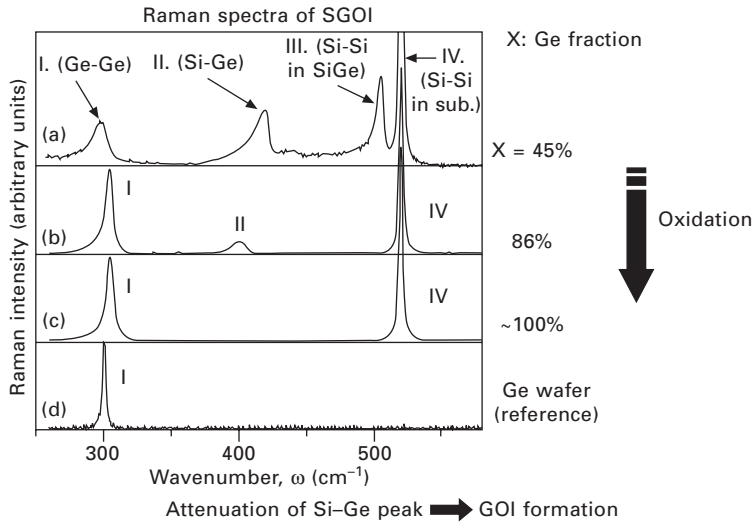 Raman spectra of SGOI
X: Ge fraction
I. (Ge-Ge)
II. (Si-Ge)
III. (Si-Si
in SiGe)
IV.
(Si-Si
in sub.)
(a)
X = 45%
I
II
IV
(b)
86%
I
IV
(c)
~100%
I
(d)
Ge wafer
(reference)
Oxidation
Raman intensity (arbitrary units)
300
400
500
Wavenumber, ω (cm⁻¹)
Attenuation of Si–Ge peak
GOI formation